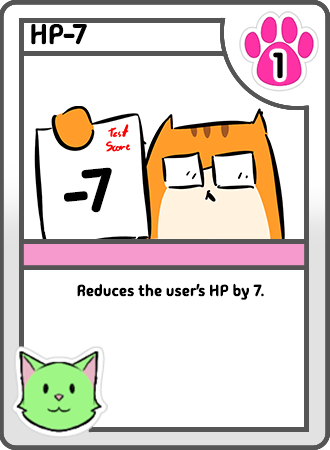 HP-7
1
Test
Score
-7
Reduces the user's HP by 7.